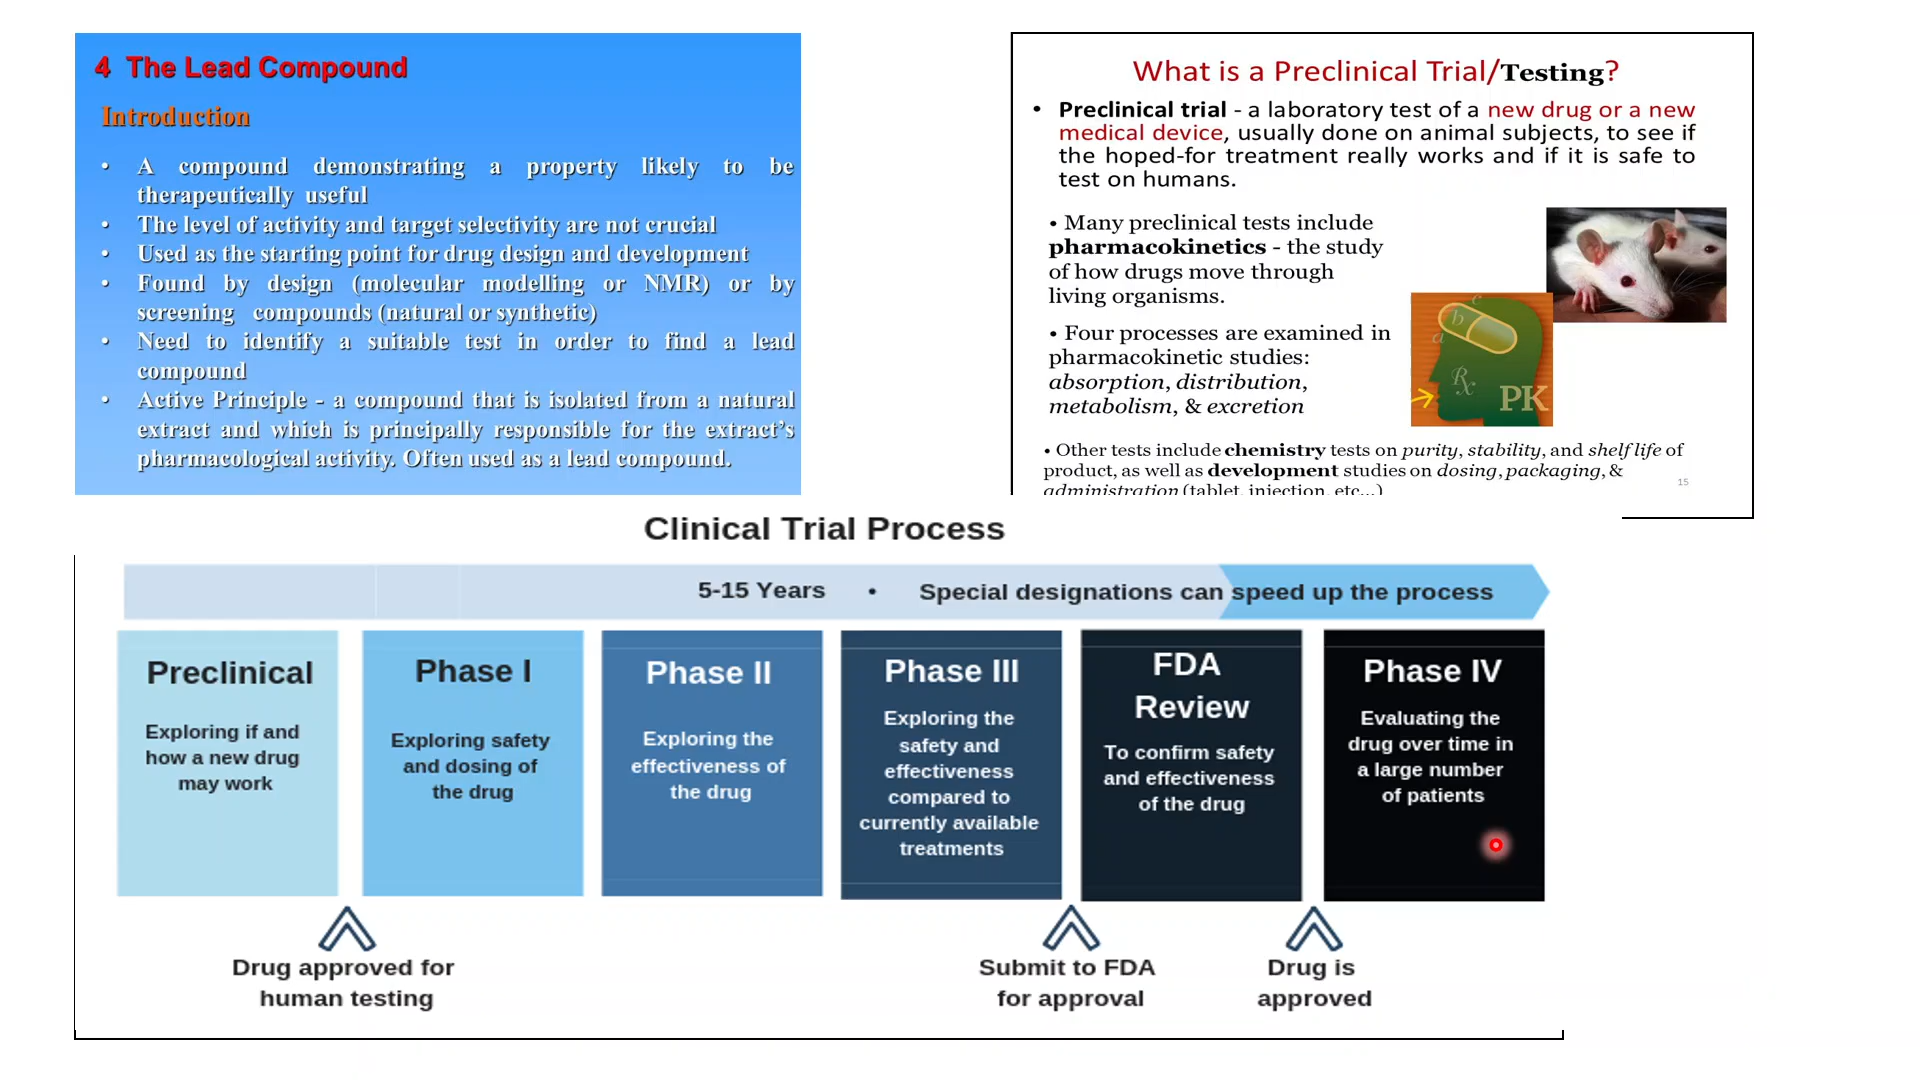 4 The Lead Compound
Introduction
• A compound demonstrating a property likely to be
therapeutically useful
• The level of activity and target selectivity are not crucial
• Used as the starting point for drug design and development
• Found by design (molecular modelling or NMR) or by
screening compounds (natural or synthetic)
• Need to identify a suitable test in order to find a lead
compound
• Active Principle - a compound that is isolated from a natural
extract and which is principally responsible for the extract's
pharmacological activity. Often used as a lead compound.
What is a Preclinical Trial/Testing?
• Preclinical trial - a laboratory test of a new drug or a new
medical device, usually done on animal subjects, to see if
the hoped-for treatment really works and if it is safe to
test on humans.
• Many preclinical tests include
pharmacokinetics - the study
of how drugs move through
living organisms.
• Four processes are examined in
pharmacokinetic studies:
absorption, distribution,
metabolism, & excretion
c
b
a
Rx
PK
• Other tests include chemistry tests on purity, stability, and shelf life of
product, as well as development studies on dosing, packaging, &
administration (tablet, injection, etc...)
15
Clinical Trial Process
5-15 Years • Special designations can speed up the process
Preclinical
Exploring if and
how a new drug
may work
Phase I
Exploring safety
and dosing of
the drug
Phase II
Exploring the
effectiveness of
the drug
Phase III
Exploring the
safety and
effectiveness
compared to
currently available
treatments
FDA
Review
To confirm safety
and effectiveness
of the drug
Phase IV
Evaluating the
drug over time in
a large number
of patients
Drug approved for
human testing
Submit to FDA
for approval
Drug is
approved